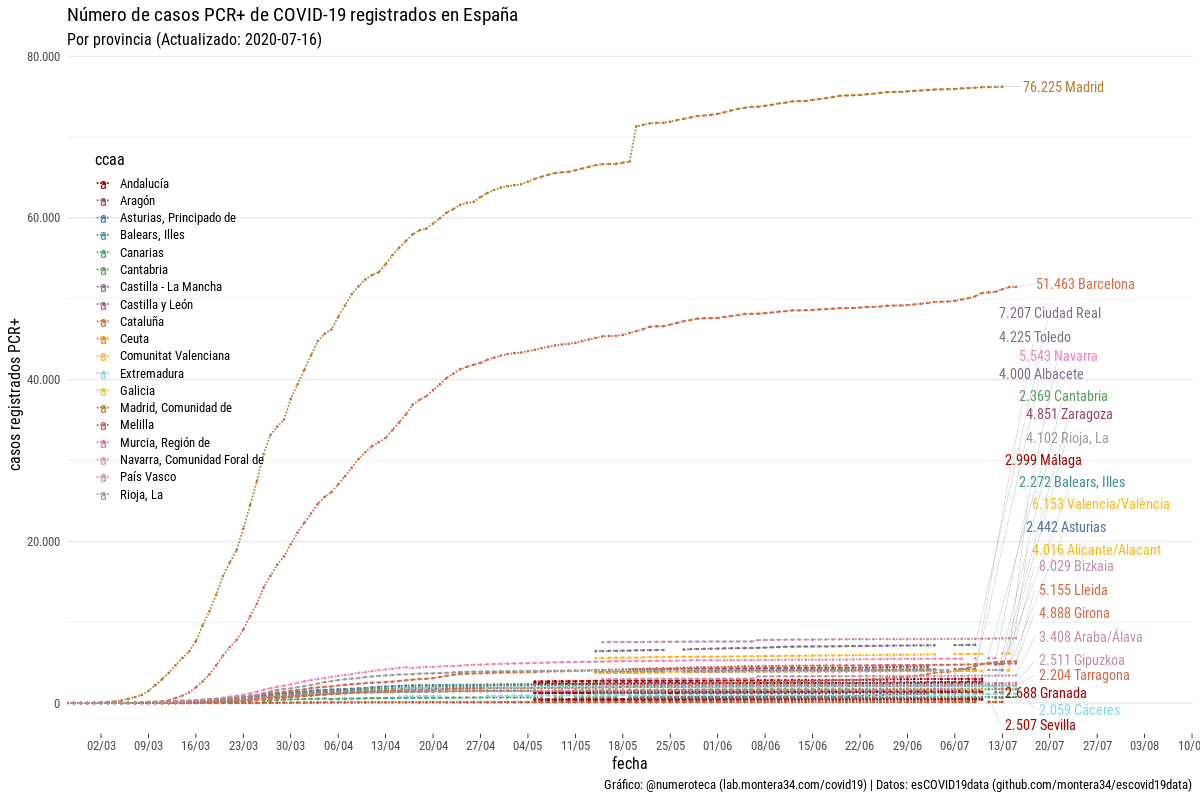 Número de casos PCR+ de COVID-19 registrados en España
Por provincia (Actualizado: 2020-07-16)
80.000
60.000
40.000
20.000
0
casos registrados PCR+
ccaa
Andalucía
Aragón
Asturias, Principado de
Balears, Illes
Canarias
Cantabria
Castilla - La Mancha
Castilla y León
Cataluña
Ceuta
Comunitat Valenciana
Extremadura
Galicia
Madrid, Comunidad de
Melilla
Murcia, Región de
Navarra, Comunidad Foral de
País Vasco
Rioja, La
76.225 Madrid
51.463 Barcelona
7.207 Ciudad Real
4.225 Toledo
5.543 Navarra
4.000 Albacete
2.369 Cantabria
4.851 Zaragoza
4.102 Rioja, La
2.999 Málaga
2.272 Balears, Illes
6.153 Valencia/València
2.442 Asturias
4.016 Alicante/Alacant
8.029 Bizkaia
5.155 Lleida
4.888 Girona
3.408 Araba/Álava
2.511 Gipuzkoa
2.204 Tarragona
2.688 Granada
2.059 Cáceres
2.507 Sevilla
02/03 09/03 16/03 23/03 30/03 06/04 13/04 20/04 27/04 04/05 11/05 18/05 25/05 01/06 08/06 15/06 22/06 29/06 06/07 13/07 20/07 27/07 03/08 10/0
fecha
Gráfico: @numeroteca (lab.montera34.com/covid19) | Datos: esCOVID19data (github.com/montera34/escovid19data)